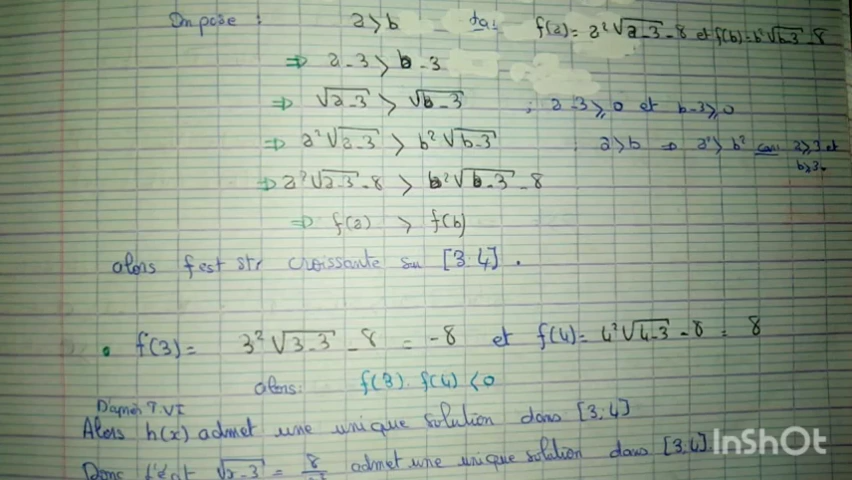 On pose : a > b tq: f(a) = a²√a-3 - 8 et f(b) = b²√b-3 - 8
⇒ a - 3 > b - 3
⇒ √a-3 > √b-3 ; a-3 ⩾ 0 et b-3 ⩾ 0
⇒ a²√a-3 > b²√b-3 ; a > b ⇒ a² > b² car a ⩾ 3 et
b ⩾ 3
⇒ a²√a-3 - 8 > b²√b-3 - 8
⇒ f(a) > f(b)
alors f est str croissante sur [3,4].
• f(3) = 3²√3-3 - 8 = -8 et f(4) = 4²√4-3 - 8 = 8
alors: f(3). f(4) < 0
D'après T.VI
Alors h(x) admet une unique solution dans [3;4]
Donc l'éqt √x-3 = 8 admet une unique solution dans [3,4].
InShOt